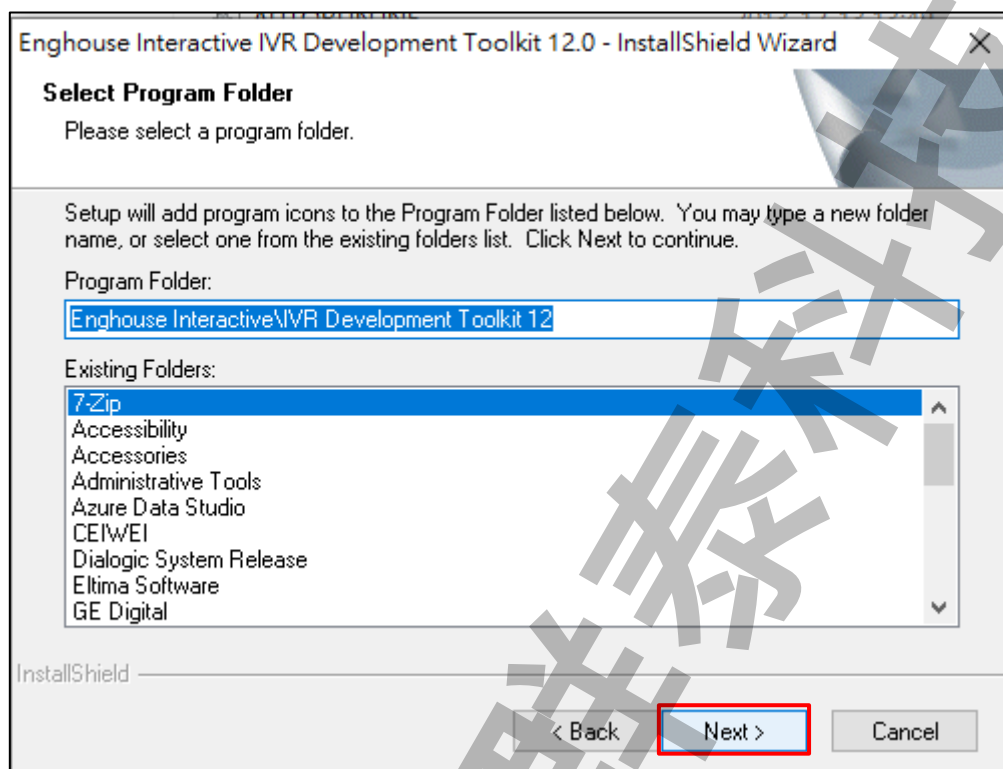 Enghouse Interactive IVR Development Toolkit 12.0 - InstallShield Wizard
Select Program Folder
Please select a program folder.
Setup will add program icons to the Program Folder listed below. You may type a new folder
name, or select one from the existing folders list. Click Next to continue.
Program Folder:
Enghouse Interactive\IVR Development Toolkit 12
Existing Folders:
7-Zip
Accessibility
Accessories
Administrative Tools
Azure Data Studio
CEIWEI
Dialogic System Release
Eltima Software
GE Digital
InstallShield
< Back
Next >
Cancel
群泰科技